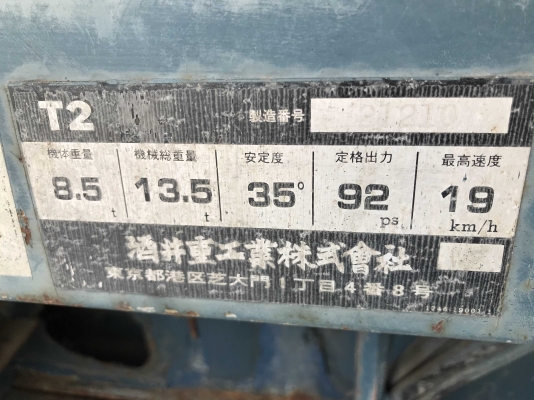 T2 製造番号
機体重量 機械総重量 安定度 定格出力 最高速度
8.5 t 13.5 t 35° 92 ps 19 km/h
酒井重工業株式會社
東京都港区芝大門1丁目4番8号